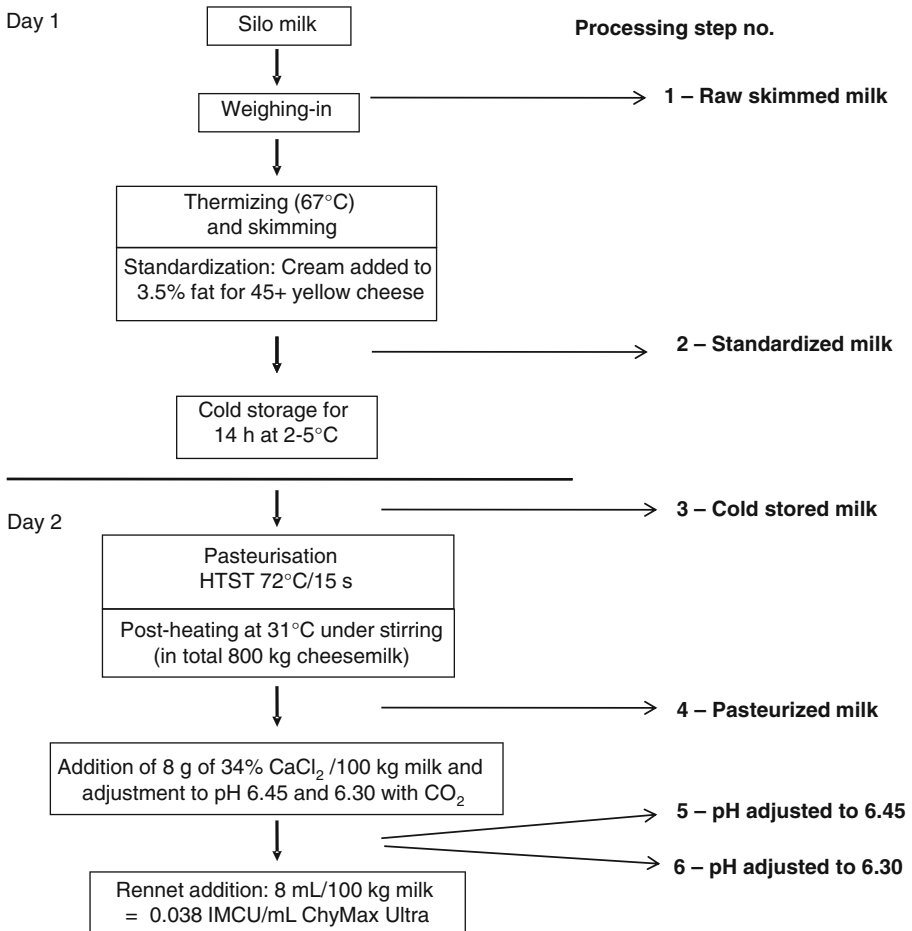 Day 1
Silo milk
Processing step no.
Weighing-in
1 – Raw skimmed milk
Thermizing (67°C)
and skimming
Standardization: Cream added to
3.5% fat for 45+ yellow cheese
2 – Standardized milk
Cold storage for
14 h at 2-5°C
Day 2
3 – Cold stored milk
Pasteurisation
HTST 72°C/15 s
Post-heating at 31°C under stirring
(in total 800 kg cheesemilk)
4 – Pasteurized milk
Addition of 8 g of 34% CaCl₂ /100 kg milk and
adjustment to pH 6.45 and 6.30 with CO₂
5 – pH adjusted to 6.45
6 – pH adjusted to 6.30
Rennet addition: 8 mL/100 kg milk
= 0.038 IMCU/mL ChyMax Ultra